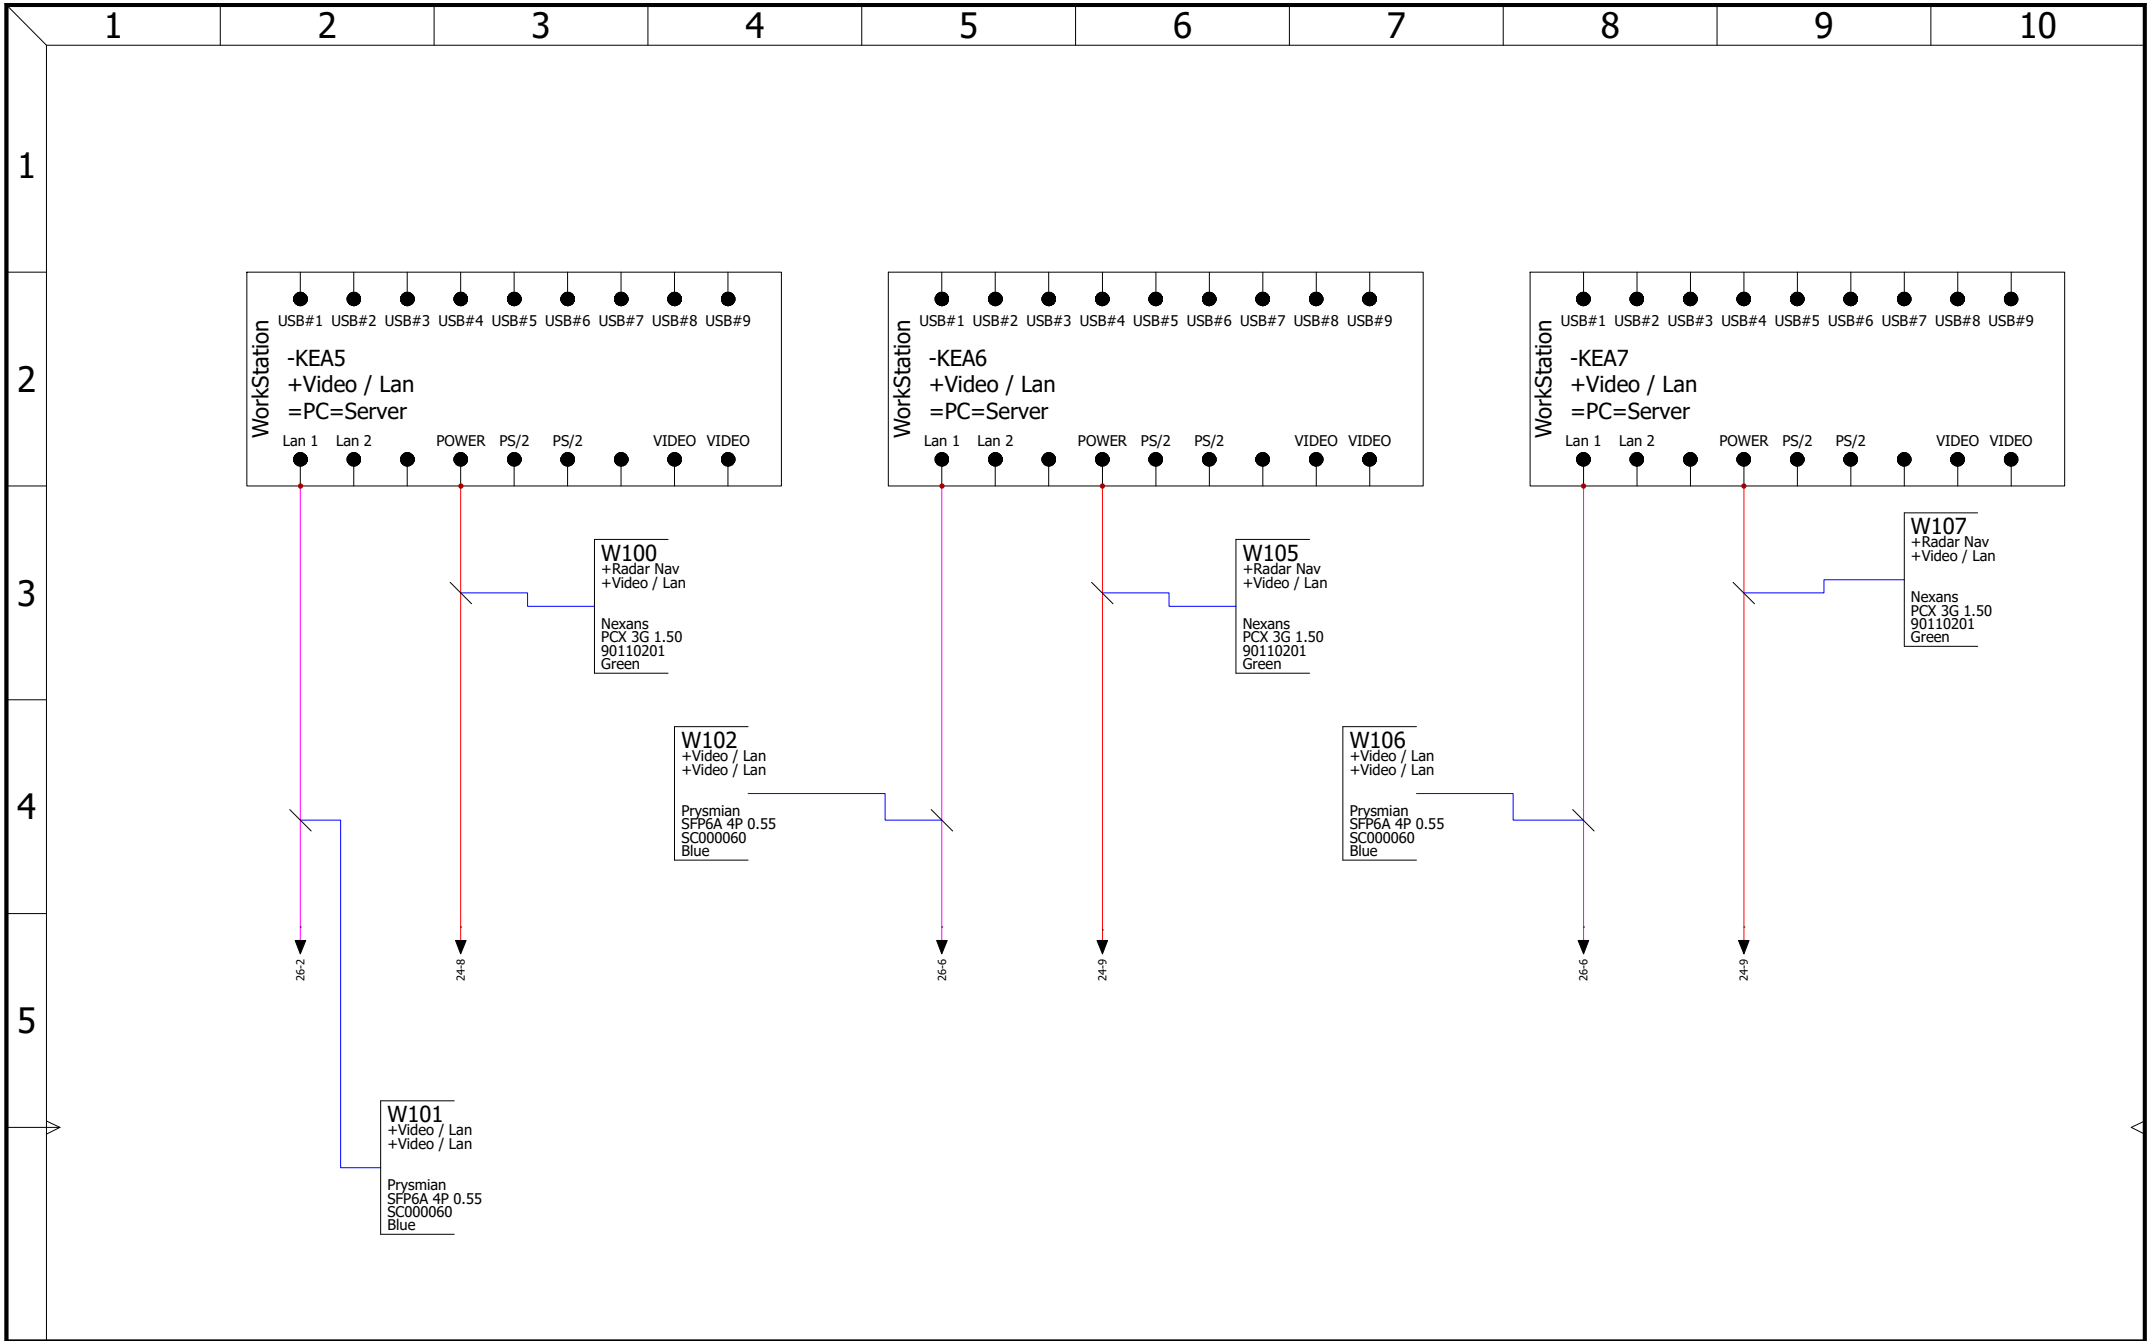 1 2 3 4 5 6 7 8 9 10
1
2
3
4
5
WorkStation
USB#1 USB#2 USB#3 USB#4 USB#5 USB#6 USB#7 USB#8 USB#9
-KEA5
+Video / Lan
=PC=Server
Lan 1 Lan 2 POWER PS/2 PS/2 VIDEO VIDEO
WorkStation
USB#1 USB#2 USB#3 USB#4 USB#5 USB#6 USB#7 USB#8 USB#9
-KEA6
+Video / Lan
=PC=Server
Lan 1 Lan 2 POWER PS/2 PS/2 VIDEO VIDEO
WorkStation
USB#1 USB#2 USB#3 USB#4 USB#5 USB#6 USB#7 USB#8 USB#9
-KEA7
+Video / Lan
=PC=Server
Lan 1 Lan 2 POWER PS/2 PS/2 VIDEO VIDEO
W100
+Radar Nav
+Video / Lan
Nexans
PCX 3G 1.50
90110201
Green
W105
+Radar Nav
+Video / Lan
Nexans
PCX 3G 1.50
90110201
Green
W107
+Radar Nav
+Video / Lan
Nexans
PCX 3G 1.50
90110201
Green
W102
+Video / Lan
+Video / Lan
Prysmian
SFP6A 4P 0.55
SC000060
Blue
W106
+Video / Lan
+Video / Lan
Prysmian
SFP6A 4P 0.55
SC000060
Blue
26-2
24-8
26-6
24-9
26-6
24-9
W101
+Video / Lan
+Video / Lan
Prysmian
SFP6A 4P 0.55
SC000060
Blue